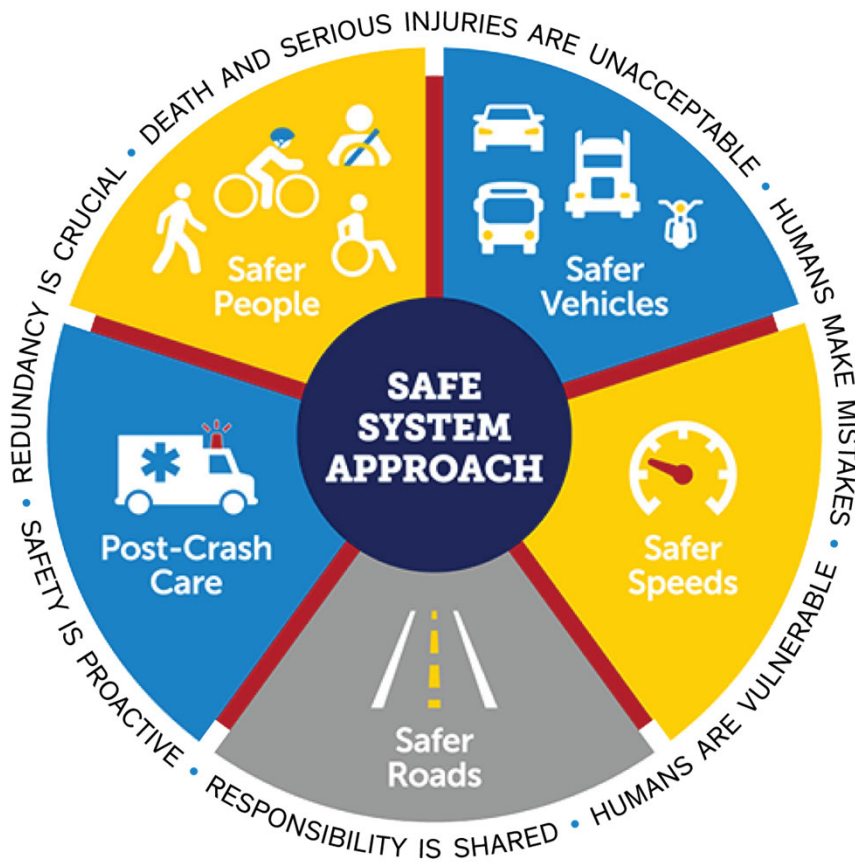 DEATH AND SERIOUS INJURIES ARE UNACCEPTABLE • HUMANS MAKE MISTAKES • HUMANS ARE VULNERABLE • RESPONSIBILITY IS SHARED • SAFETY IS PROACTIVE • REDUNDANCY IS CRUCIAL •
Safer
People
Safer
Vehicles
SAFE
SYSTEM
APPROACH
Post-Crash
Care
Safer
Speeds
Safer
Roads